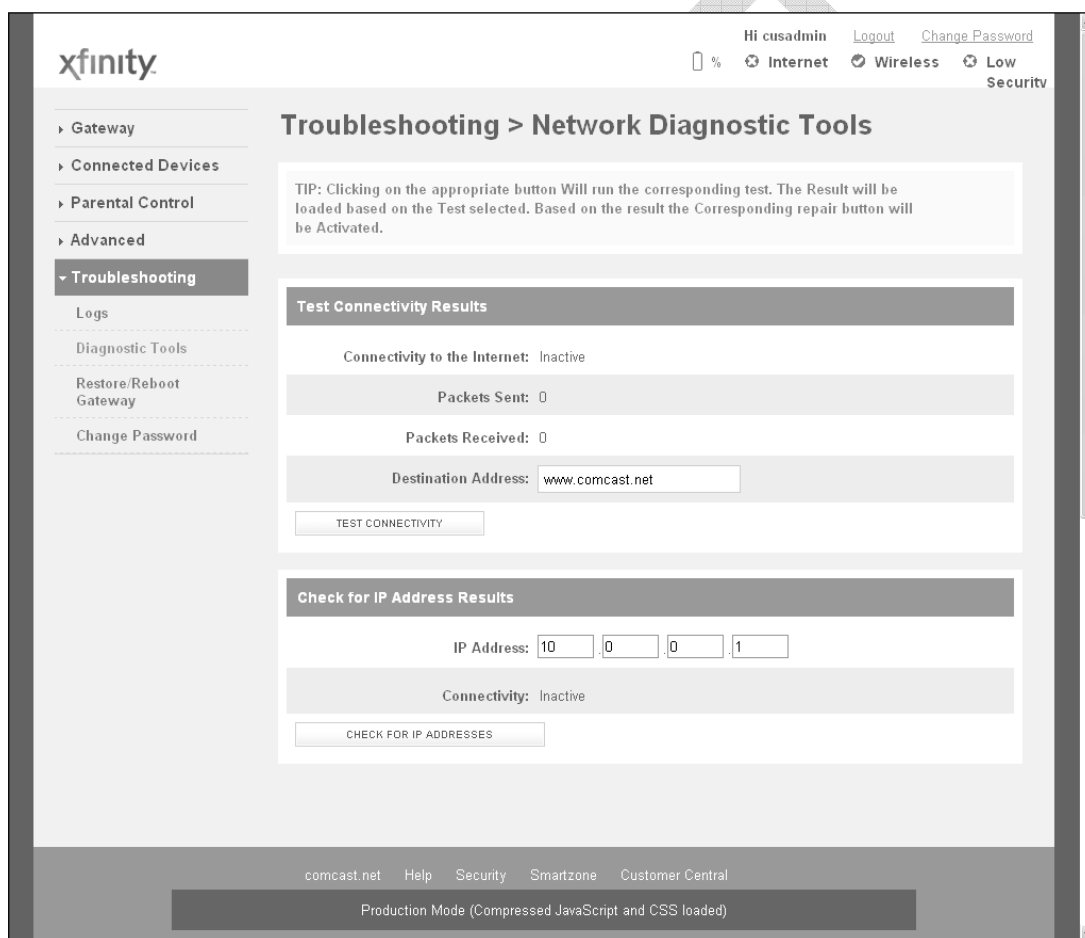 Hi cusadmin Logout Change Password
xfinity.
% Internet Wireless Low
Security
Gateway
Connected Devices
Parental Control
Advanced
Troubleshooting
Logs
Diagnostic Tools
Restore/Reboot
Gateway
Change Password
Troubleshooting > Network Diagnostic Tools
TIP: Clicking on the appropriate button Will run the corresponding test. The Result will be
loaded based on the Test selected. Based on the result the Corresponding repair button will
be Activated.
Test Connectivity Results
Connectivity to the Internet: Inactive
Packets Sent: 0
Packets Received: 0
Destination Address: www.comcast.net
TEST CONNECTIVITY
Check for IP Address Results
IP Address: 10 .0 .0 .1
Connectivity: Inactive
CHECK FOR IP ADDRESSES
comcast.net Help Security Smartzone Customer Central
Production Mode (Compressed JavaScript and CSS loaded)